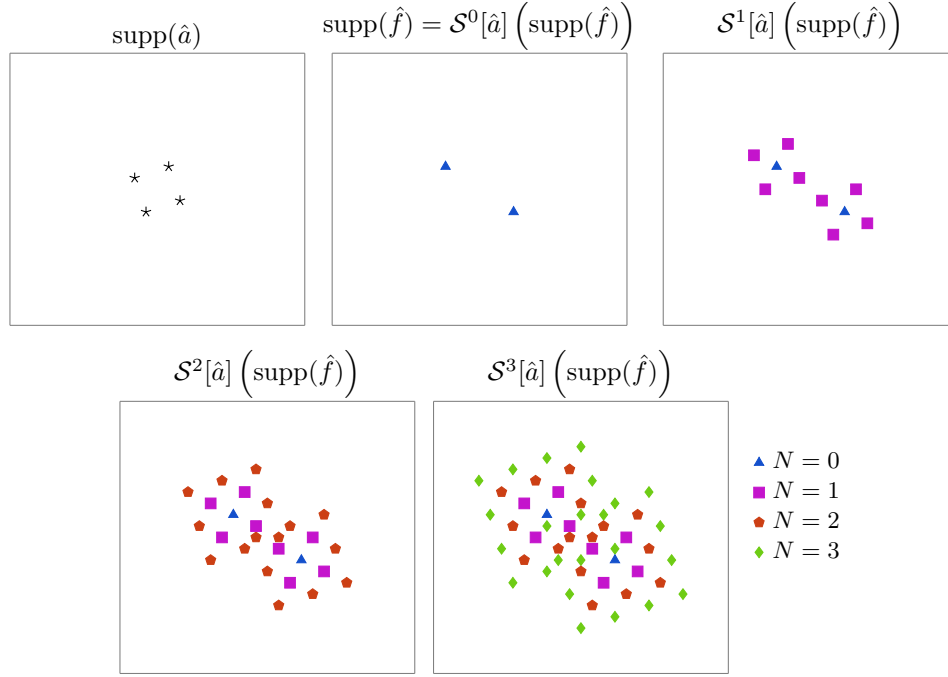 supp(â)
supp(f̂) = 𝒮⁰[â] (supp(f̂))
𝒮¹[â] (supp(f̂))
𝒮²[â] (supp(f̂))
𝒮³[â] (supp(f̂))
N = 0
N = 1
N = 2
N = 3